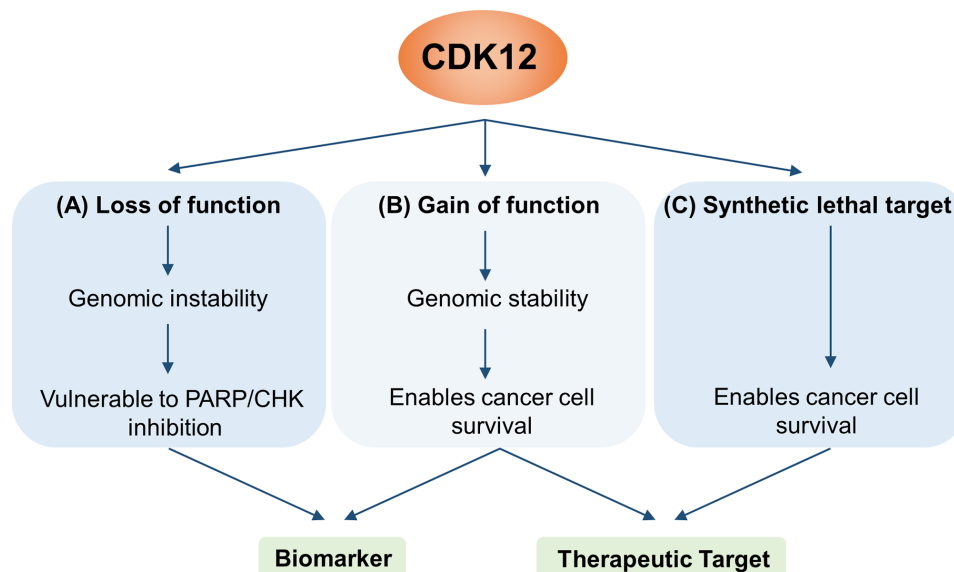 CDK12
(A) Loss of function
Genomic instability
Vulnerable to PARP/CHK
inhibition
(B) Gain of function
Genomic stability
Enables cancer cell
survival
(C) Synthetic lethal target
Enables cancer cell
survival
Biomarker
Therapeutic Target